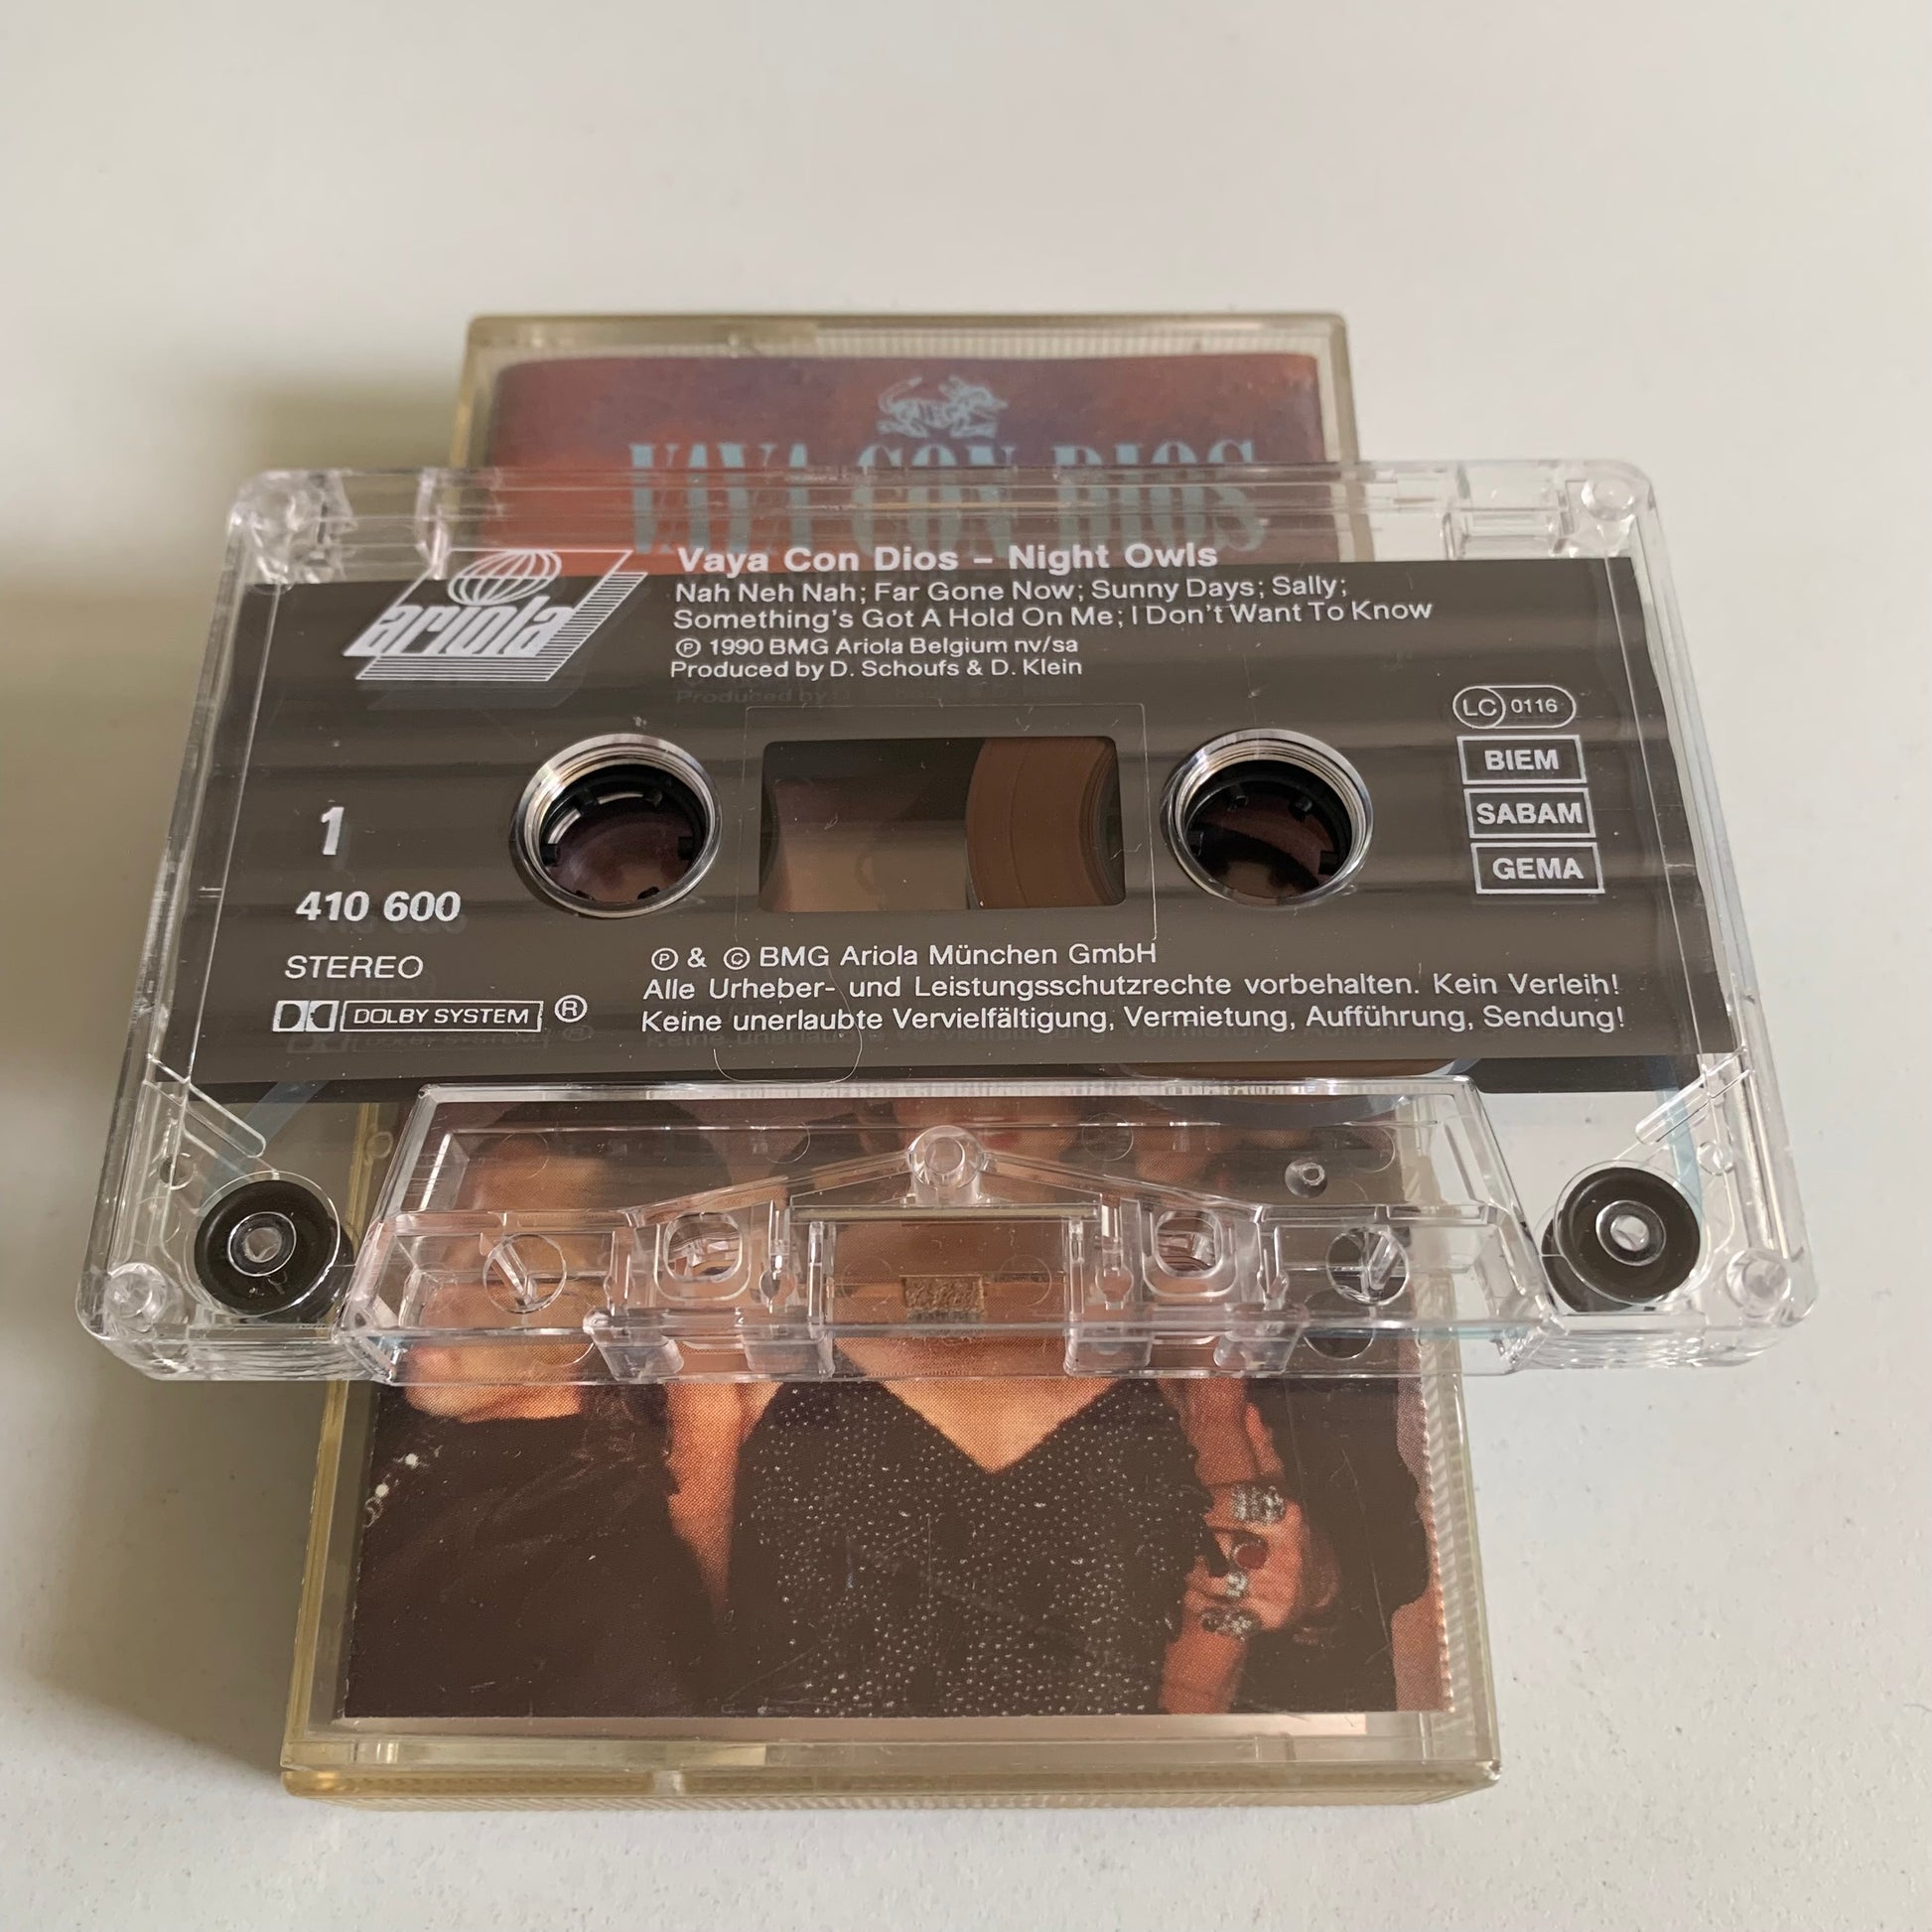 VAYA CON DIOS
ariola
Vaya Con Dios – Night Owls
Nah Neh Nah; Far Gone Now; Sunny Days; Sally;
Something's Got A Hold On Me; I Don't Want To Know
Ⓟ 1990 BMG Ariola Belgium nv/sa
Produced by D. Schoufs & D. Klein
LC 0116
BIEM
SABAM
GEMA
1
410 600
STEREO
DOLBY SYSTEM ®
Ⓟ & © BMG Ariola München GmbH
Alle Urheber- und Leistungsschutzrechte vorbehalten. Kein Verleih!
Keine unerlaubte Vervielfältigung, Vermietung, Aufführung, Sendung!